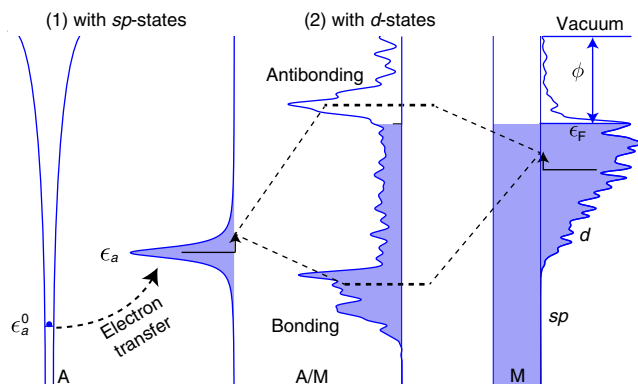 (1) with sp-states
(2) with d-states
Vacuum
Antibonding
ϕ
ϵF
ϵa
d
ϵa0
Electron
transfer
Bonding
sp
A
A/M
M